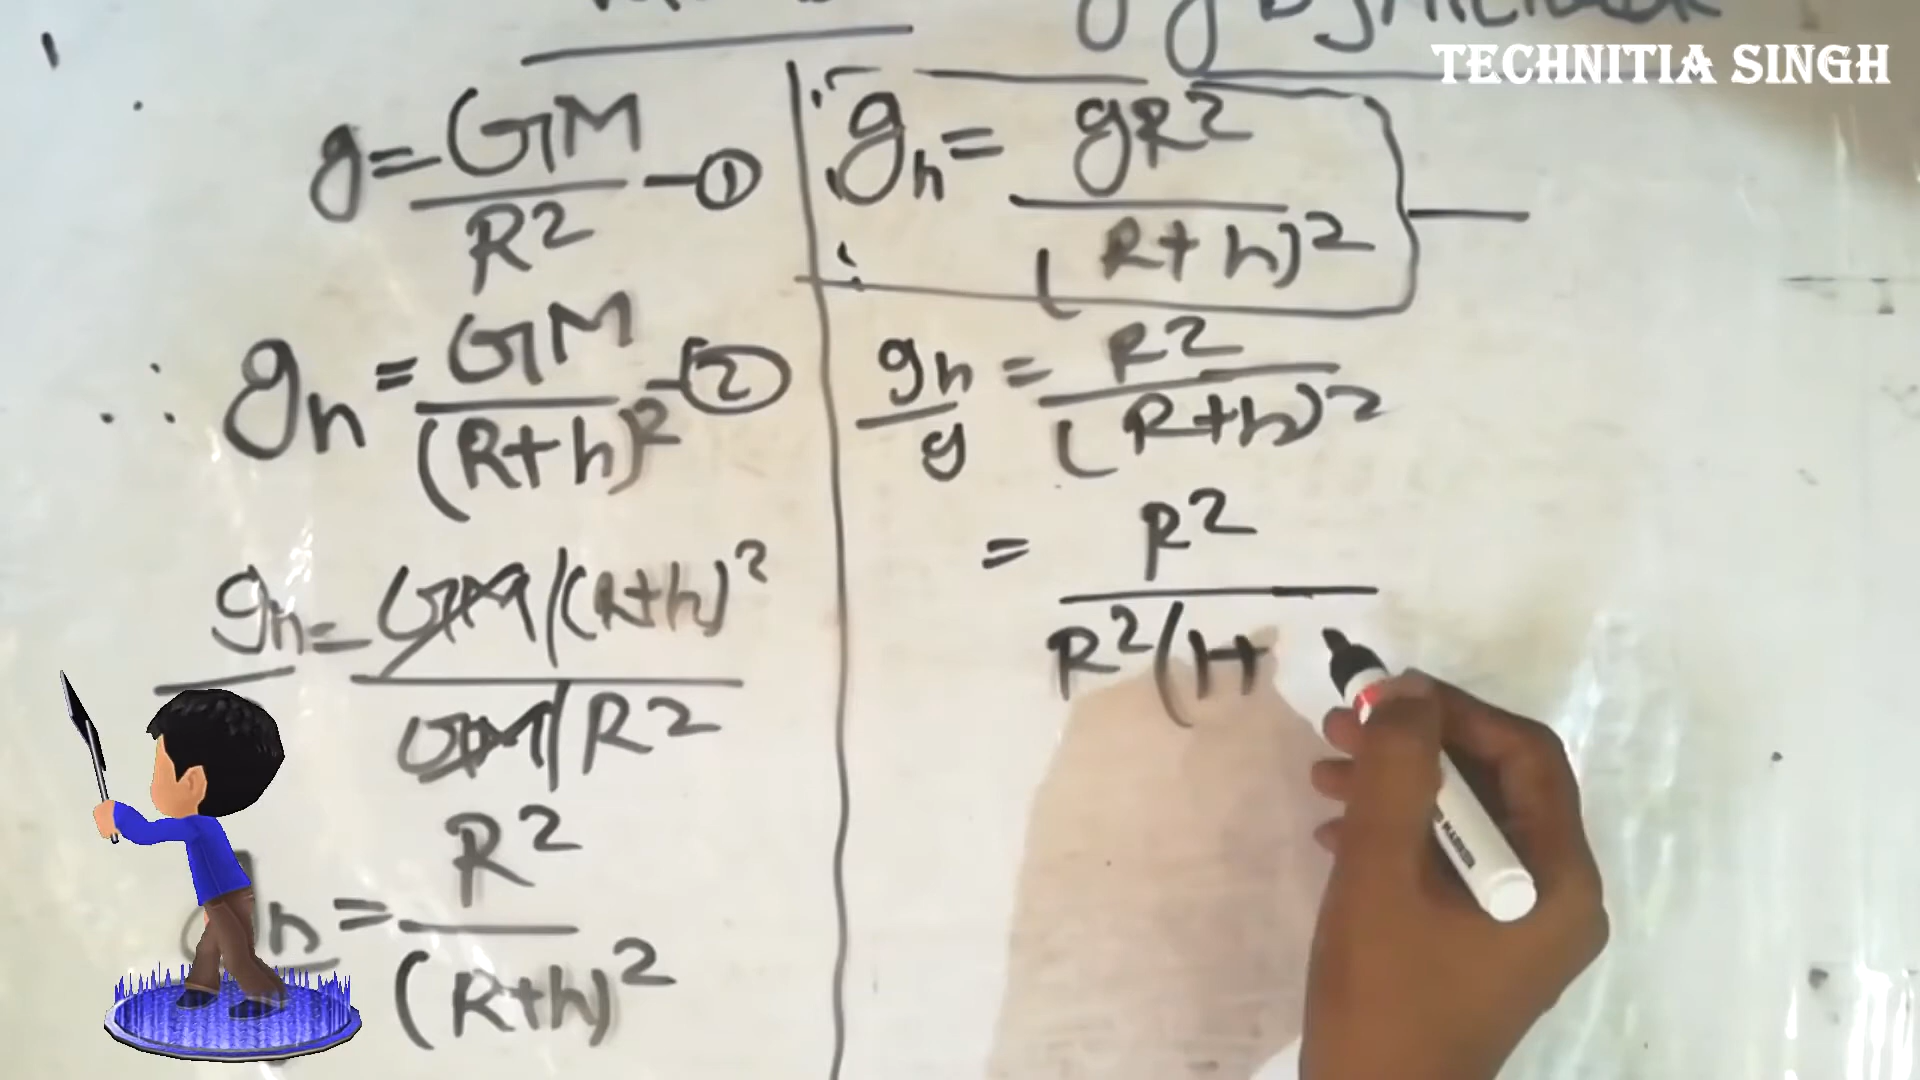 TECHNITIA SINGH
g = GM / R² — ①
∴ gh = GM / (R+h)² — ②
gh = GM/(R+h)² / GM/R²
h = R² / (R+h)²
∴ gh = gR² / (R+h)² —
gh/g = R² / (R+h)²
= R² / R²(1+
MARKER